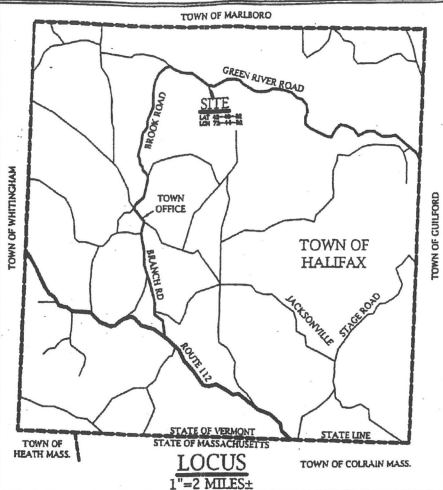 TOWN OF MARLBORO
GREEN RIVER ROAD
SITE
BROOK ROAD
TOWN OF WHITINGHAM
TOWN OF GUILFORD
TOWN
OFFICE
TOWN OF
HALIFAX
BRANCH RD
JACKSONVILLE
STAGE ROAD
ROUTE 112
STATE OF VERMONT
STATE OF MASSACHUSETTS
STATE LINE
TOWN OF
HEATH MASS.
LOCUS
TOWN OF COLRAIN MASS.
1"=2 MILES±